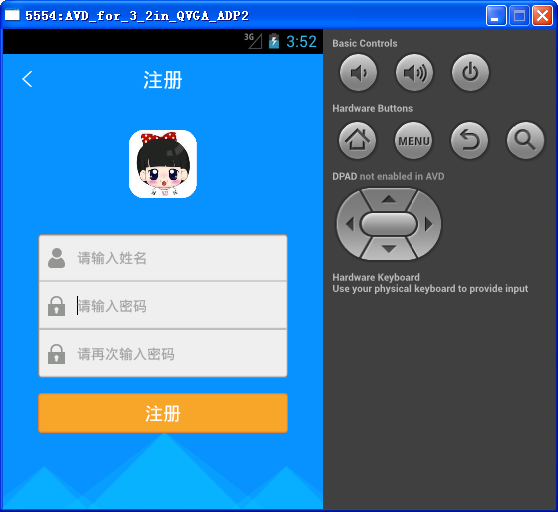 5554:AVD_for_3_2in_QVGA_ADP2
3G
3:52
注册
请输入姓名
请输入密码
请再次输入密码
注册
Basic Controls
Hardware Buttons
MENU
DPAD not enabled in AVD
Hardware Keyboard
Use your physical keyboard to provide input